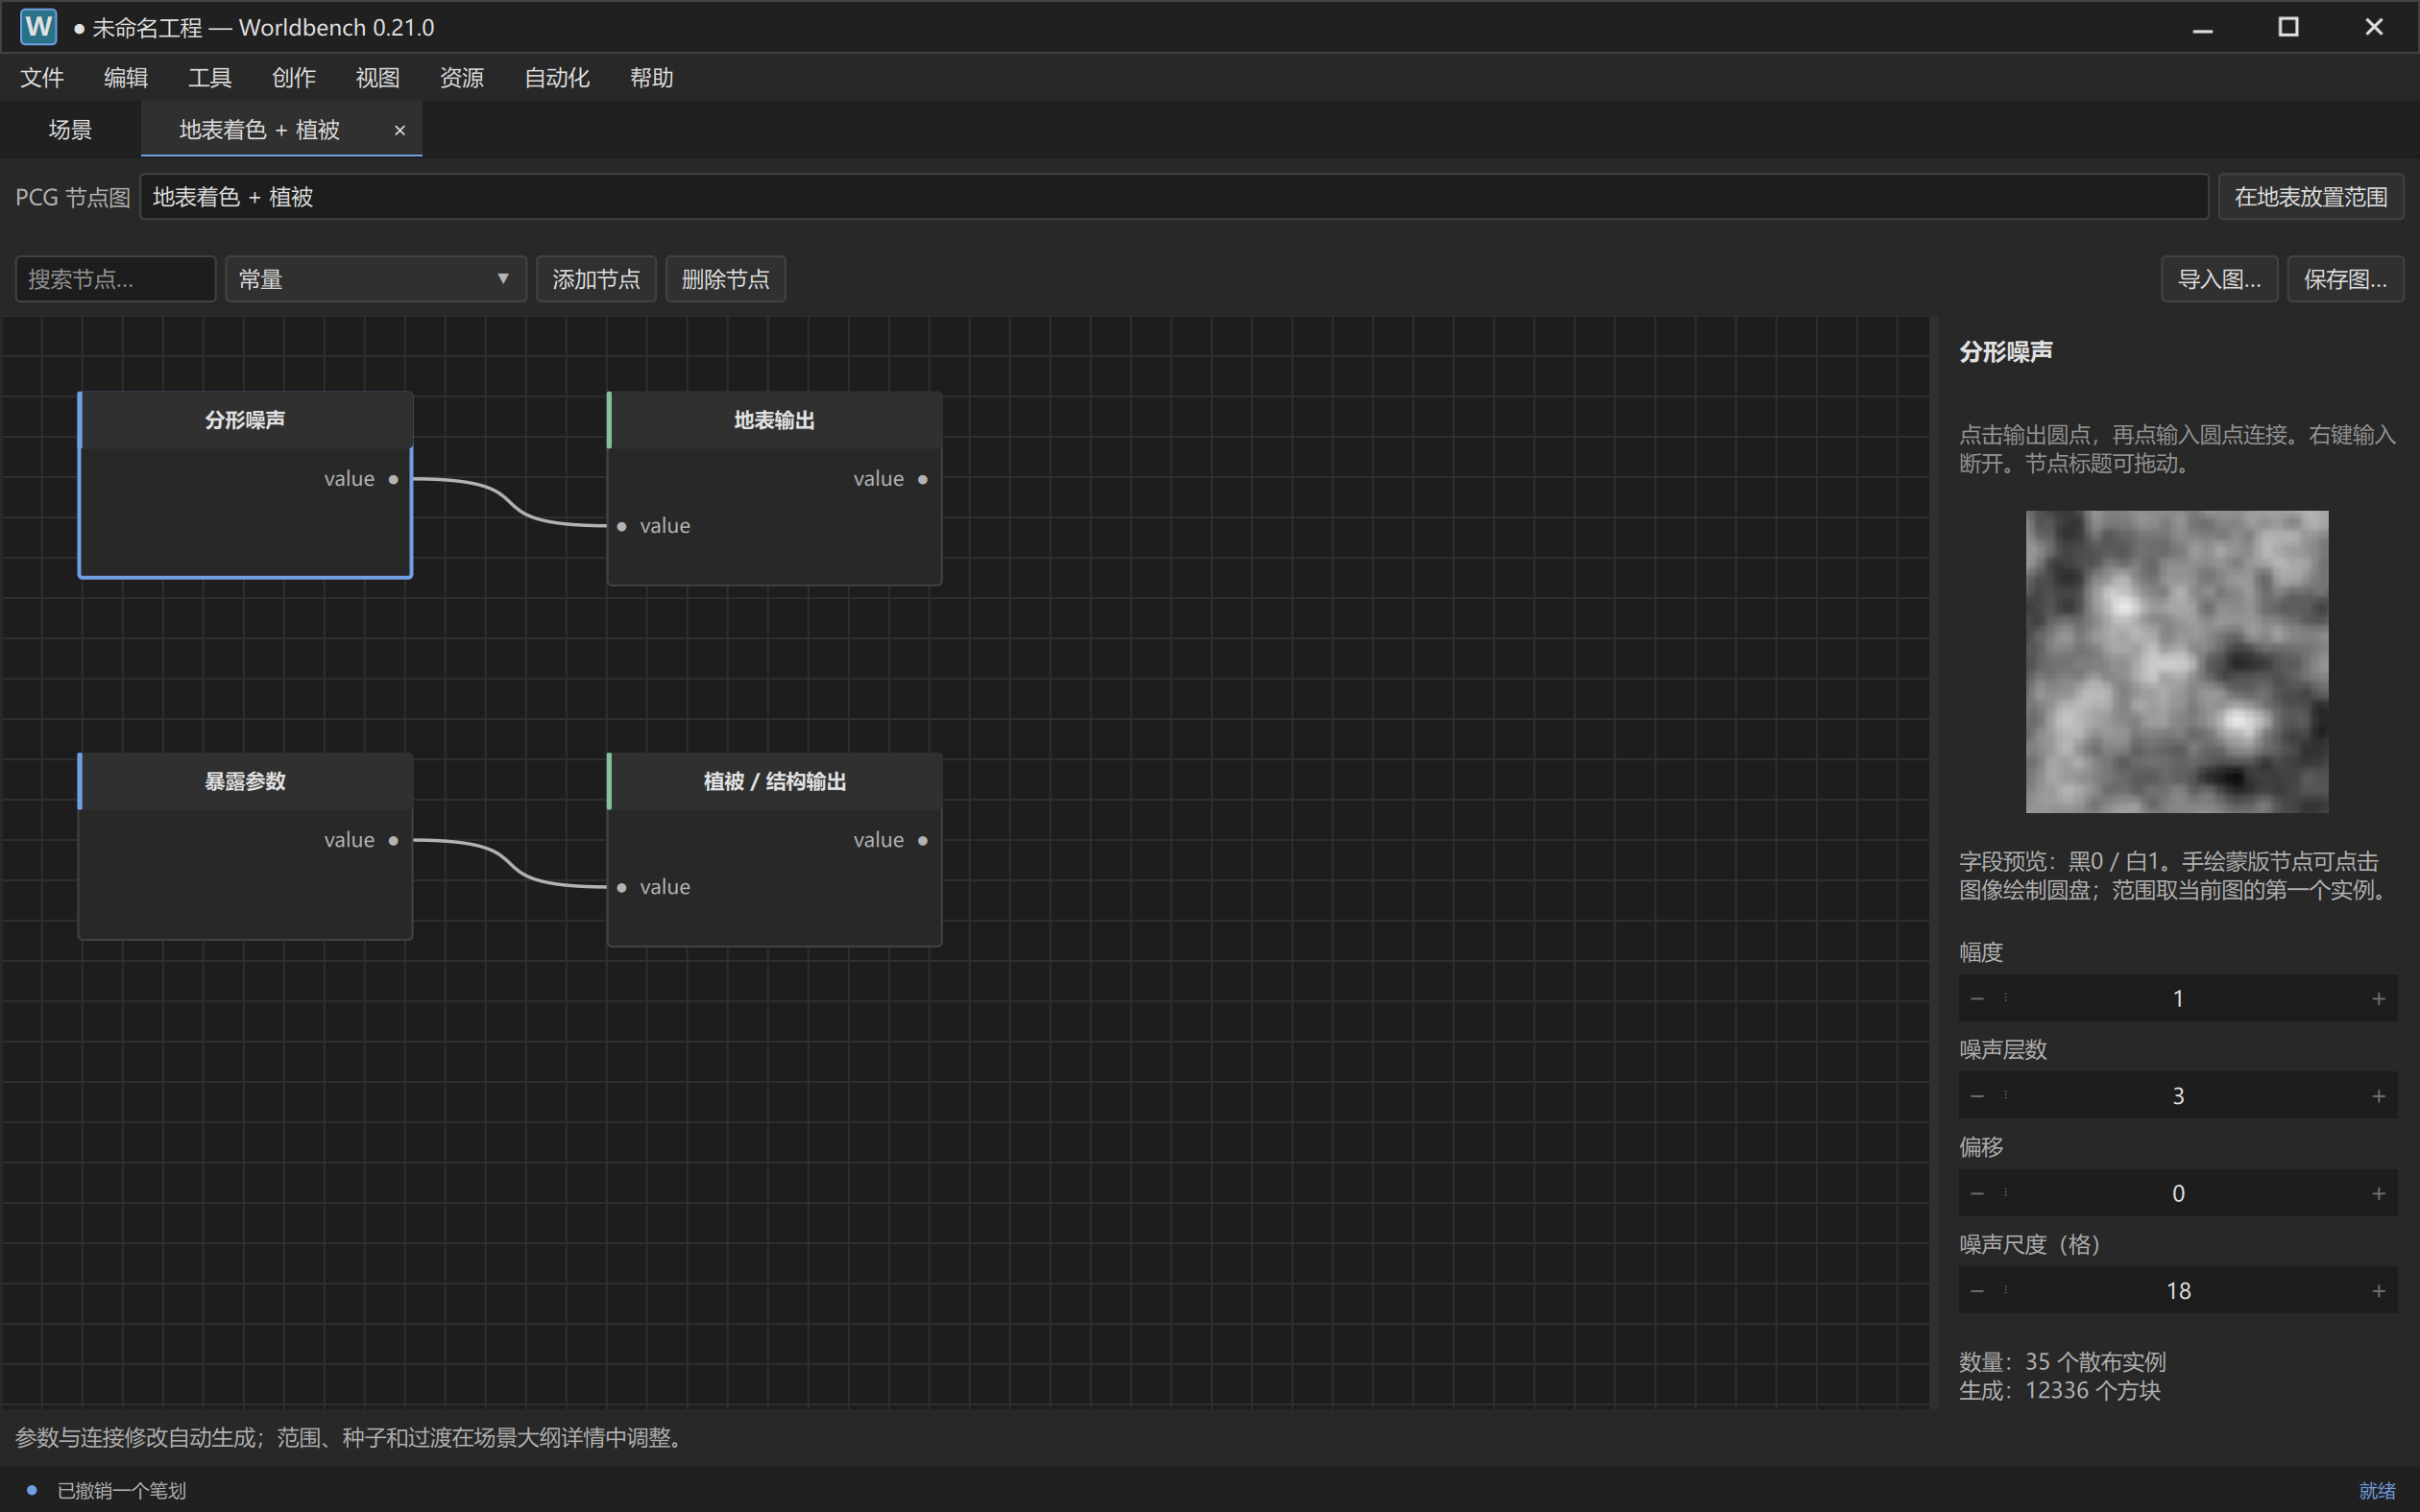 W ● 未命名工程 — Worldbench 0.21.0
文件 编辑 工具 创作 视图 资源 自动化 帮助
场景 地表着色 + 植被 ×
PCG 节点图 地表着色 + 植被 在地表放置范围
搜索节点... 常量 ▼ 添加节点 删除节点 导入图... 保存图...
分形噪声
value
地表输出
value
value
暴露参数
value
植被 / 结构输出
value
value
分形噪声
点击输出圆点，再点输入圆点连接。右键输入
断开。节点标题可拖动。
字段预览：黑0 / 白1。手绘蒙版节点可点击
图像绘制圆盘；范围取当前图的第一个实例。
幅度
− 1 +
噪声层数
− 3 +
偏移
− 0 +
噪声尺度（格）
− 18 +
数量：35 个散布实例
生成：12336 个方块
参数与连接修改自动生成；范围、种子和过渡在场景大纲详情中调整。
● 已撤销一个笔划 就绪